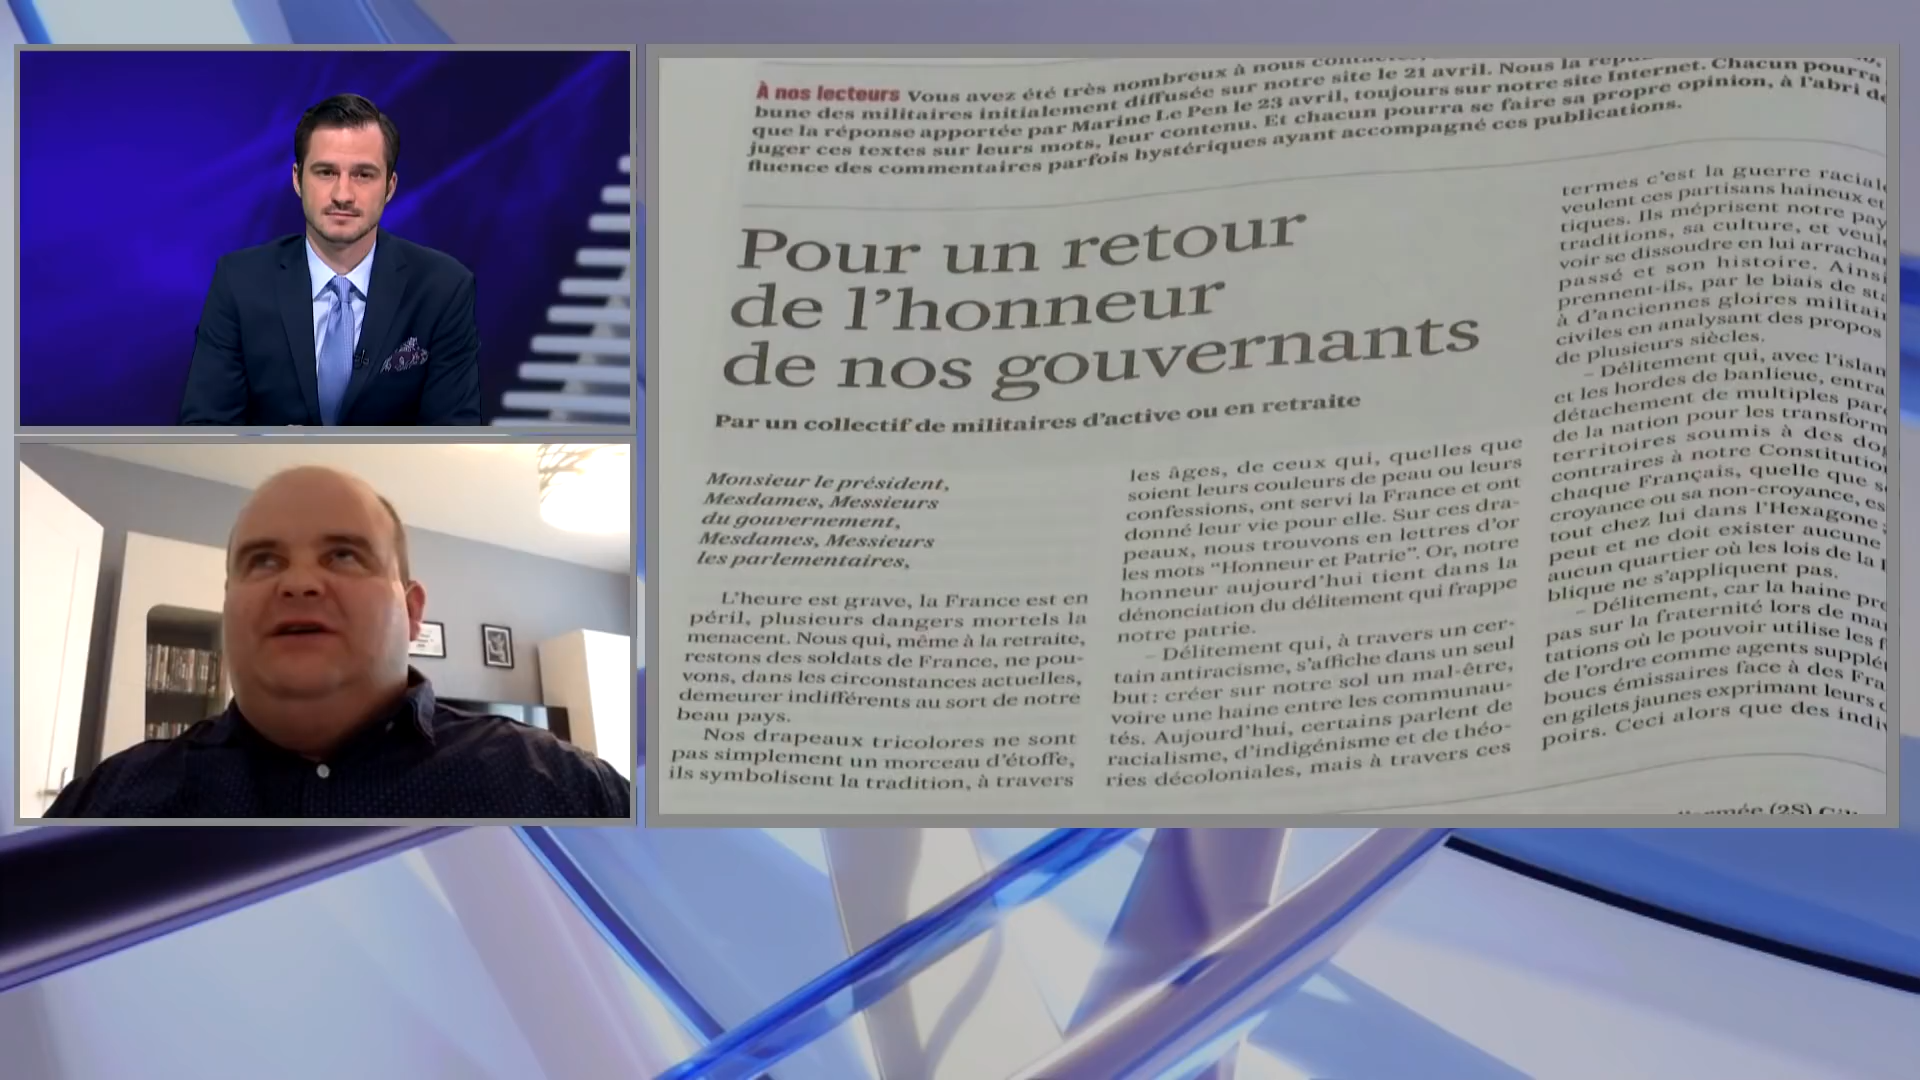 À nos lecteurs Vous avez été très nombreux à nous
bune des militaires initialement diffusée sur notre site le 21 avril. Nous la
que la réponse apportée par Marine Le Pen le 23 avril, toujours sur notre site Internet. Chacun pourra
juger ces textes sur leurs mots, leur contenu. Et chacun pourra se faire sa propre opinion, à l'abri de
fluence des commentaires parfois hystériques ayant accompagné ces publications.
Pour un retour
de l'honneur
de nos gouvernants
Par un collectif de militaires d'active ou en retraite
Monsieur le président,
Mesdames, Messieurs
du gouvernement,
Mesdames, Messieurs
les parlementaires,
L'heure est grave, la France est en
péril, plusieurs dangers mortels la
menacent. Nous qui, même à la retraite,
restons des soldats de France, ne pou-
vons, dans les circonstances actuelles,
demeurer indifférents au sort de notre
beau pays.
Nos drapeaux tricolores ne sont
pas simplement un morceau d'étoffe,
ils symbolisent la tradition, à travers
les âges, de ceux qui, quelles que
soient leurs couleurs de peau ou leurs
confessions, ont servi la France et ont
donné leur vie pour elle. Sur ces dra-
peaux, nous trouvons en lettres d'or
les mots "Honneur et Patrie". Or, notre
honneur aujourd'hui tient dans la
dénonciation du délitement qui frappe
notre patrie.
– Délitement qui, à travers un cer-
tain antiracisme, s'affiche dans un seul
but : créer sur notre sol un mal-être,
voire une haine entre les communau-
tés. Aujourd'hui, certains parlent de
racialisme, d'indigénisme et de théo-
ries décoloniales, mais à travers ces
termes c'est la guerre racial
veulent ces partisans haineux et
tiques. Ils méprisent notre pay
traditions, sa culture, et veul
voir se dissoudre en lui arracha
passé et son histoire. Ainsi
prennent-ils, par le biais de sta
à d'anciennes gloires militai
civiles en analysant des propos
de plusieurs siècles.
– Délitement qui, avec l'islan
et les hordes de banlieue, entra
détachement de multiples par
de la nation pour les transform
territoires soumis à des do
contraires à notre Constitutio
chaque Français, quelle que s
croyance ou sa non-croyance, es
tout chez lui dans l'Hexagone ;
peut et ne doit exister aucune
aucun quartier où les lois de la
blique ne s'appliquent pas.
– Délitement, car la haine pre
pas sur la fraternité lors de ma
tations où le pouvoir utilise les f
de l'ordre comme agents supplé
boucs émissaires face à des Fra
en gilets jaunes exprimant leurs
poirs. Ceci alors que des indiv
(2S)